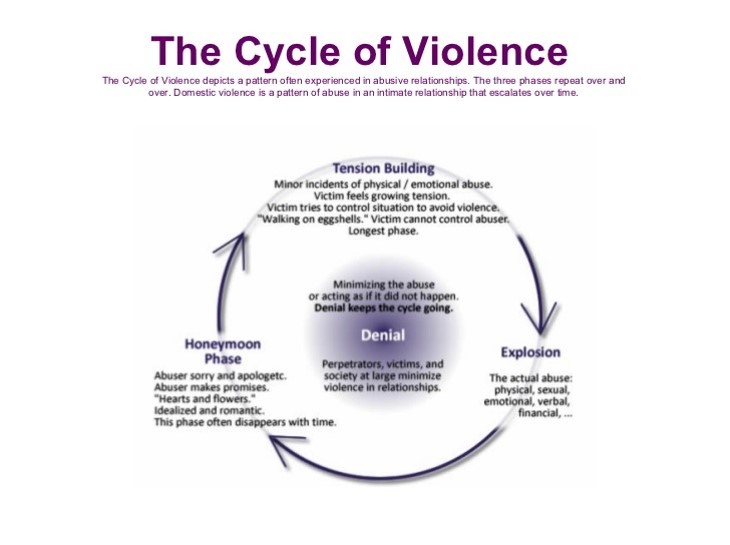 The Cycle of Violence
The Cycle of Violence depicts a pattern often experienced in abusive relationships. The three phases repeat over and
over. Domestic violence is a pattern of abuse in an intimate relationship that escalates over time.
Tension Building
Minor incidents of physical / emotional abuse.
Victim feels growing tension.
Victim tries to control situation to avoid violence.
"Walking on eggshells." Victim cannot control abuser.
Longest phase.
Minimizing the abuse
or acting as if it did not happen.
Denial keeps the cycle going.
Denial
Perpetrators, victims, and
society at large minimize
violence in relationships.
Explosion
The actual abuse:
physical, sexual,
emotional, verbal,
financial, ...
Honeymoon
Phase
Abuser sorry and apologetc.
Abuser makes promises.
"Hearts and flowers."
Idealized and romantic.
This phase often disappears with time.